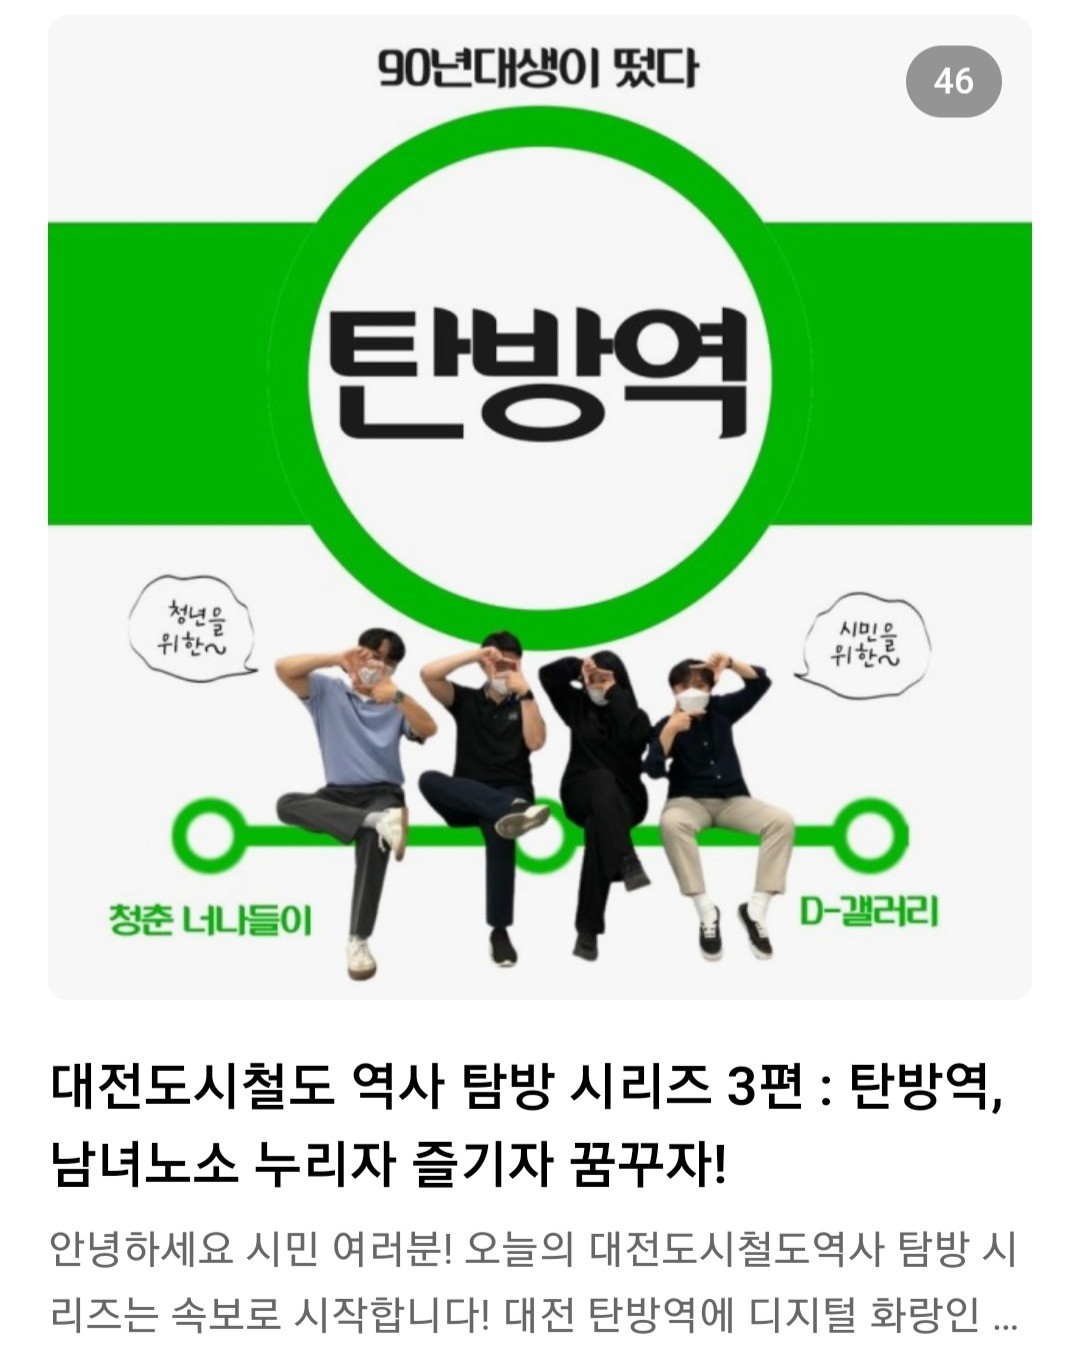 90년대생이 떴다
46
탄방역
청년을
위한~
시민을
위한~
청춘 너나들이
D-갤러리
대전도시철도 역사 탐방 시리즈 3편 : 탄방역,
남녀노소 누리자 즐기자 꿈꾸자!
안녕하세요 시민 여러분! 오늘의 대전도시철도역사 탐방 시
리즈는 속보로 시작합니다! 대전 탄방역에 디지털 화랑인 ...